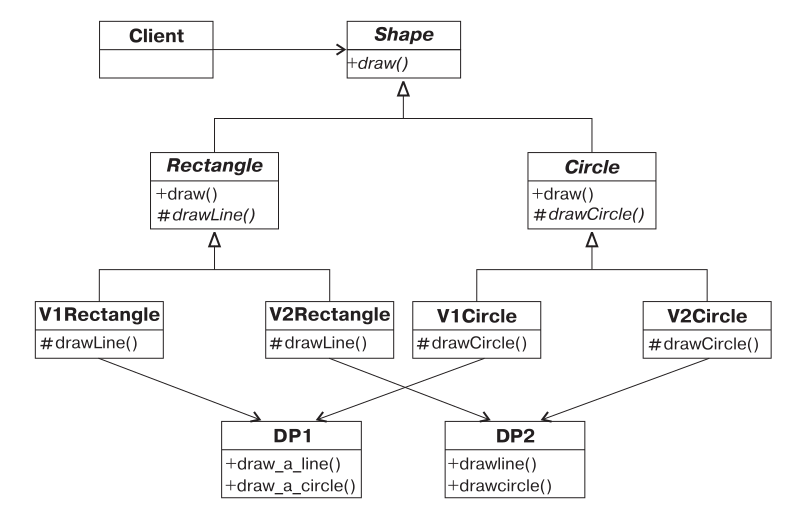 Client
Shape
+draw()
Rectangle
+draw()
#drawLine()
Circle
+draw()
#drawCircle()
V1Rectangle
#drawLine()
V2Rectangle
#drawLine()
V1Circle
#drawCircle()
V2Circle
#drawCircle()
DP1
+draw_a_line()
+draw_a_circle()
DP2
+drawline()
+drawcircle()